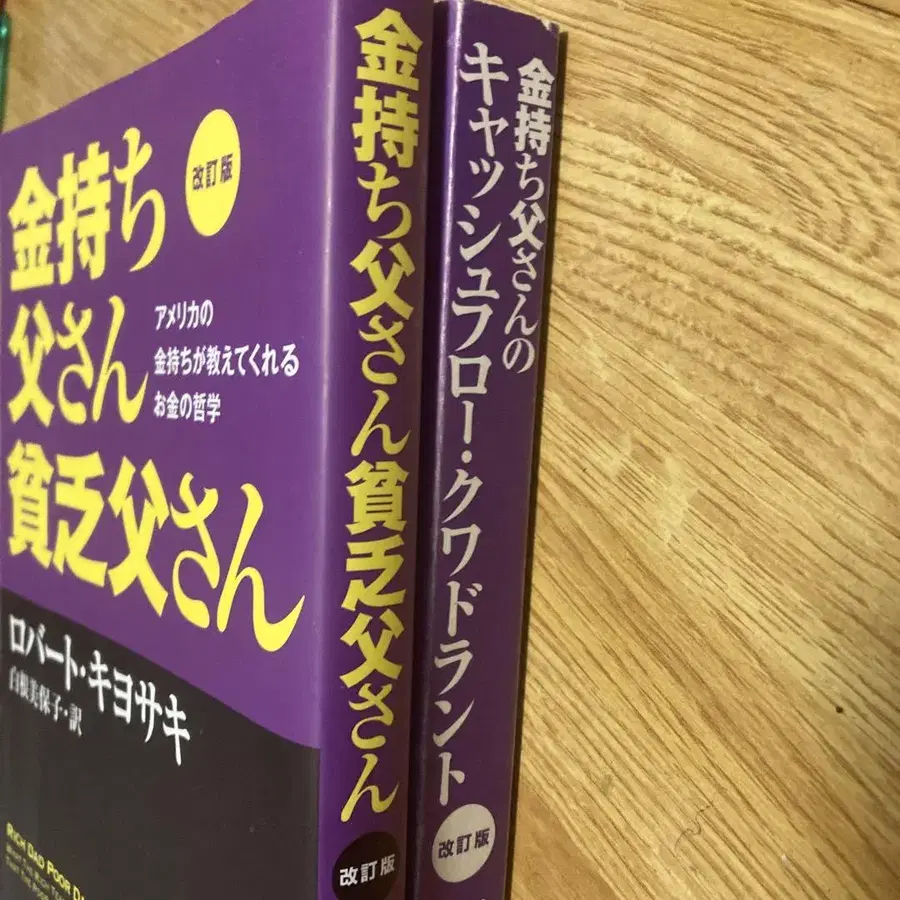 金持ち
父さん
貧乏父さん
改訂版
アメリカの
金持ちが教えてくれる
お金の哲学
ロバート・キヨサキ
白根美保子・訳
RICH DAD POOR
金持ち父さん貧乏父さん
改訂版
金持ち父さんの
キャッシュフロー・クワドラント
改訂版